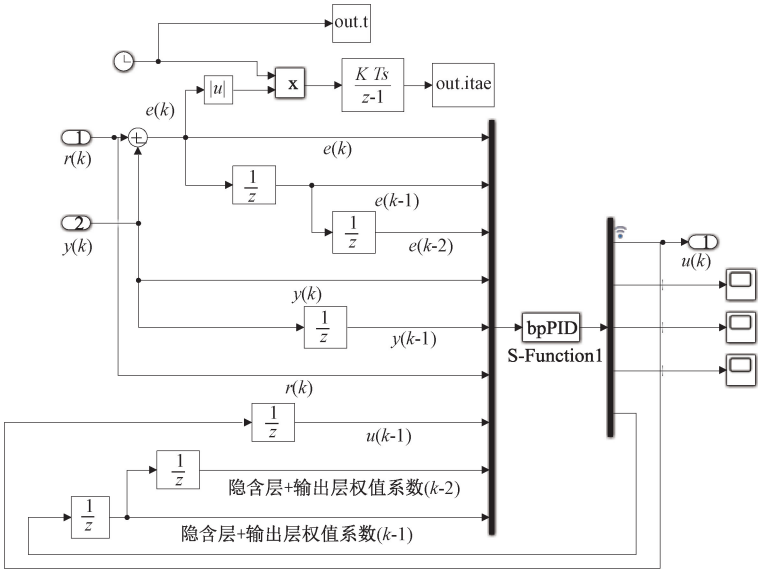 out.t
|u|
x
K Ts
z-1
out.itae
e(k)
1
r(k)
e(k)
1
z
e(k-1)
2
y(k)
1
z
e(k-2)
1
u(k)
y(k)
1
z
y(k-1)
bpPID
S-Function1
r(k)
1
z
u(k-1)
1
z
隐含层+输出层权值系数(k-2)
1
z
隐含层+输出层权值系数(k-1)